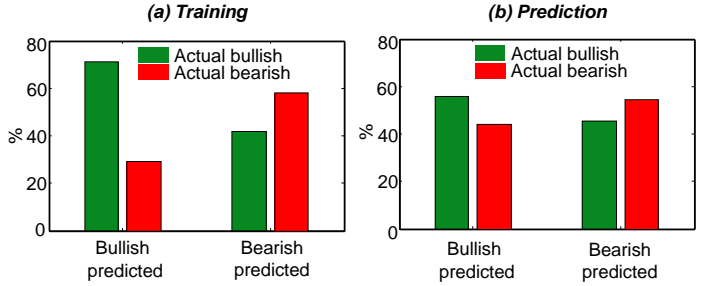 (a) Training
80
60
40
20
0
%
Actual bullish
Actual bearish
Bullish
predicted
Bearish
predicted
(b) Prediction
80
60
40
20
0
%
Actual bullish
Actual bearish
Bullish
predicted
Bearish
predicted